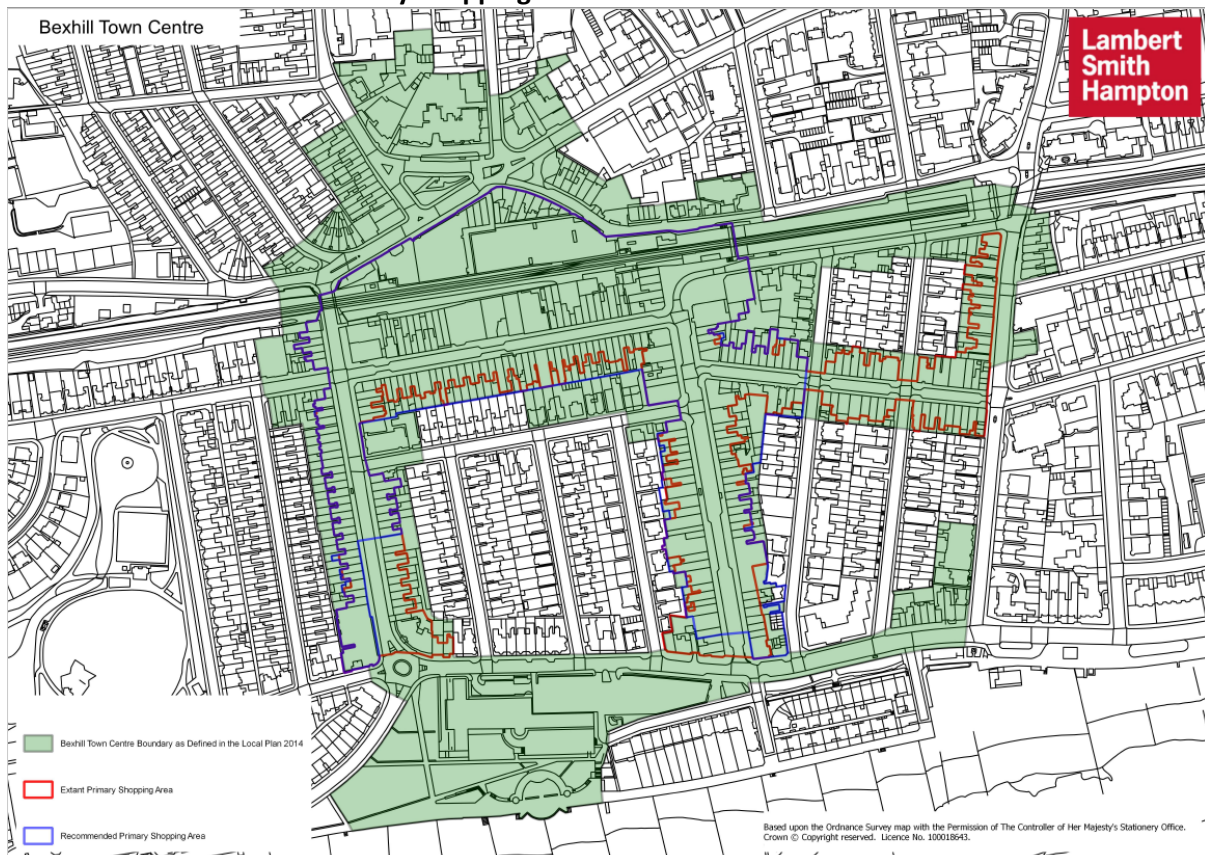 Bexhill Town Centre
Lambert
Smith
Hampton
Bexhill Town Centre Boundary as Defined in the Local Plan 2014
Extant Primary Shopping Area
Recommended Primary Shopping Area
Based upon the Ordnance Survey map with the Permission of The Controller of Her Majesty's Stationery Office.
Crown © Copyright reserved. Licence No. 100018643.